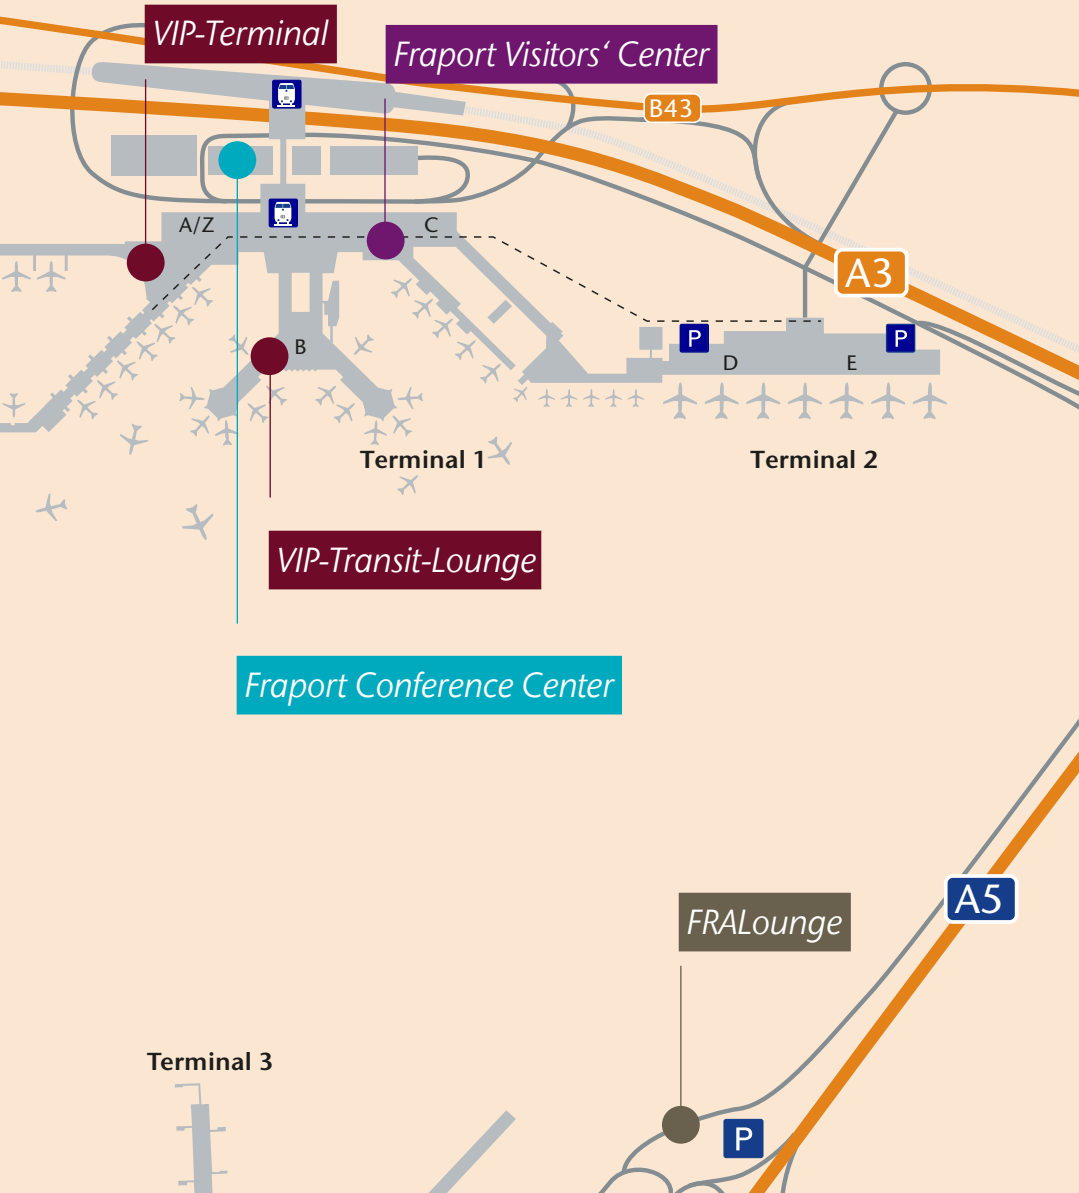 VIP-Terminal
Fraport Visitors‘ Center
B43
A/Z
C
A3
B
P
P
D
E
Terminal 1
Terminal 2
VIP-Transit-Lounge
Fraport Conference Center
A5
FRALounge
Terminal 3
P